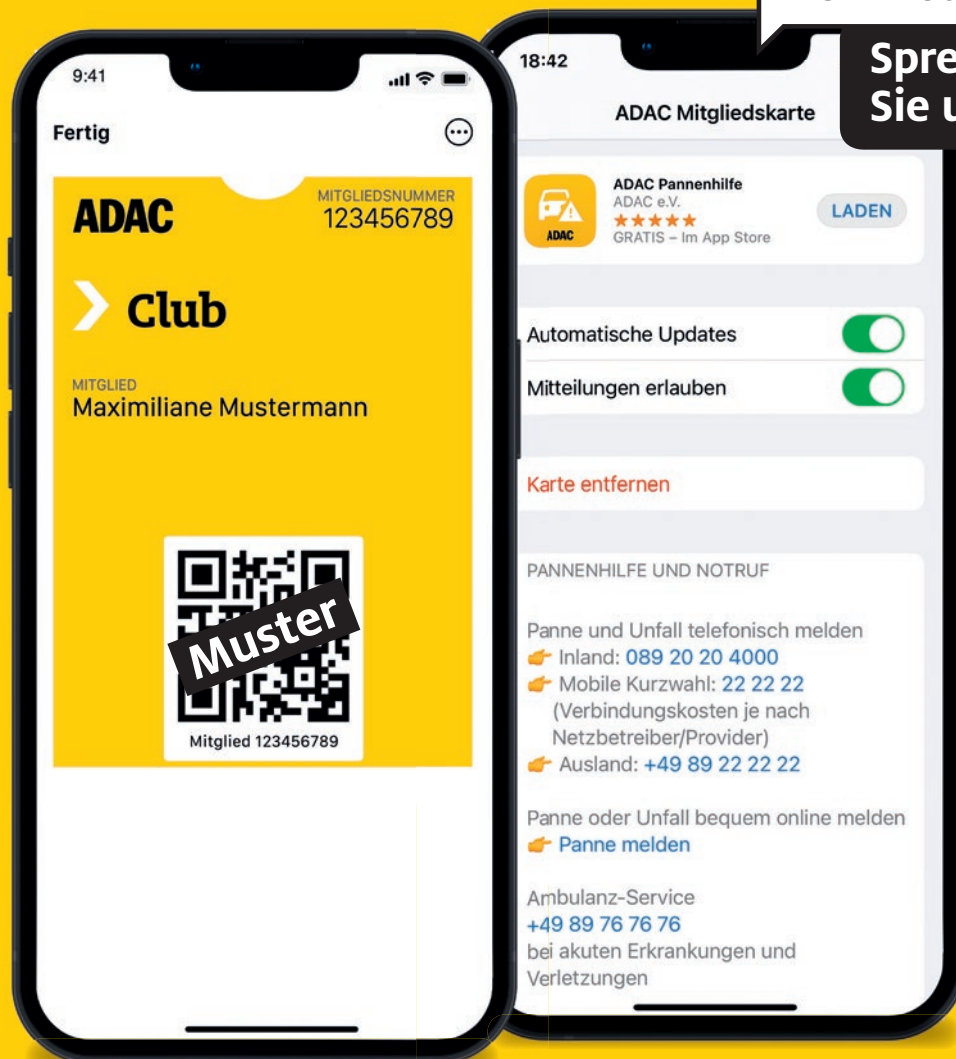 9:41
Fertig
ADAC
MITGLIEDSNUMMER
123456789
Club
MITGLIED
Maximiliane Mustermann
Muster
Mitglied 123456789
18:42
Sie
ADAC Mitgliedskarte
ADAC Pannenhilfe
ADAC e.V.
GRATIS – Im App Store
ADAC
LADEN
Automatische Updates
Mitteilungen erlauben
Karte entfernen
PANNENHILFE UND NOTRUF
Panne und Unfall telefonisch melden
👉 Inland: 089 20 20 4000
👉 Mobile Kurzwahl: 22 22 22
(Verbindungskosten je nach
Netzbetreiber/Provider)
👉 Ausland: +49 89 22 22 22
Panne oder Unfall bequem online melden
👉 Panne melden
Ambulanz-Service
+49 89 76 76 76
bei akuten Erkrankungen und
Verletzungen